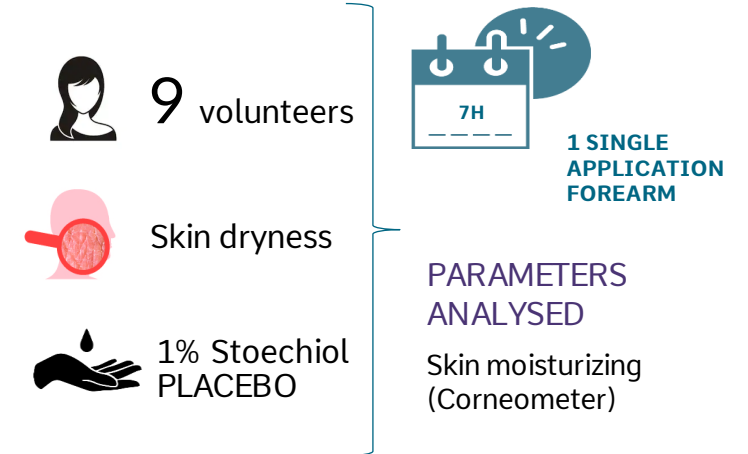 9 volunteers
Skin dryness
1% Stoechiol
PLACEBO
7H
1 SINGLE
APPLICATION
FOREARM
PARAMETERS
ANALYSED
Skin moisturizing
(Corneometer)